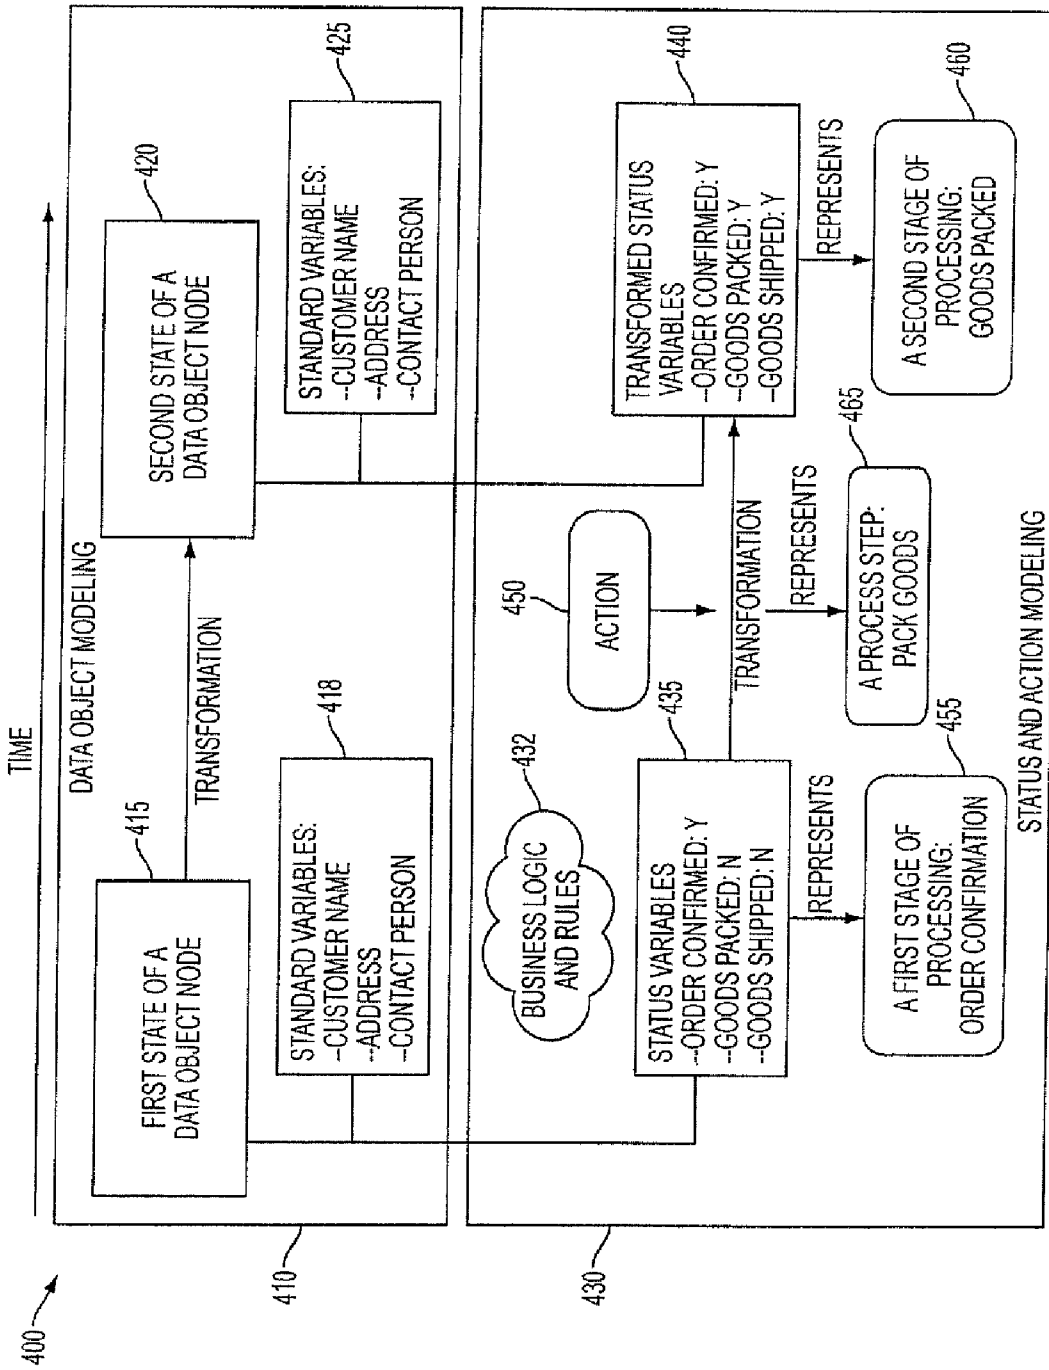 400
TIME
410
DATA OBJECT MODELING
415
FIRST STATE OF A
DATA OBJECT NODE
TRANSFORMATION
420
SECOND STATE OF A
DATA OBJECT NODE
418
STANDARD VARIABLES:
--CUSTOMER NAME
--ADDRESS
--CONTACT PERSON
425
STANDARD VARIABLES:
--CUSTOMER NAME
--ADDRESS
--CONTACT PERSON
430
432
BUSINESS LOGIC
AND RULES
450
ACTION
435
STATUS VARIABLES
--ORDER CONFIRMED: Y
--GOODS PACKED: N
--GOODS SHIPPED: N
TRANSFORMATION
440
TRANSFORMED STATUS
VARIABLES
--ORDER CONFIRMED: Y
--GOODS PACKED: Y
--GOODS SHIPPED: Y
REPRESENTS
REPRESENTS
REPRESENTS
455
A FIRST STAGE OF
PROCESSING:
ORDER CONFIRMATION
465
A PROCESS STEP:
PACK GOODS
460
A SECOND STAGE OF
PROCESSING:
GOODS PACKED
STATUS AND ACTION MODELING